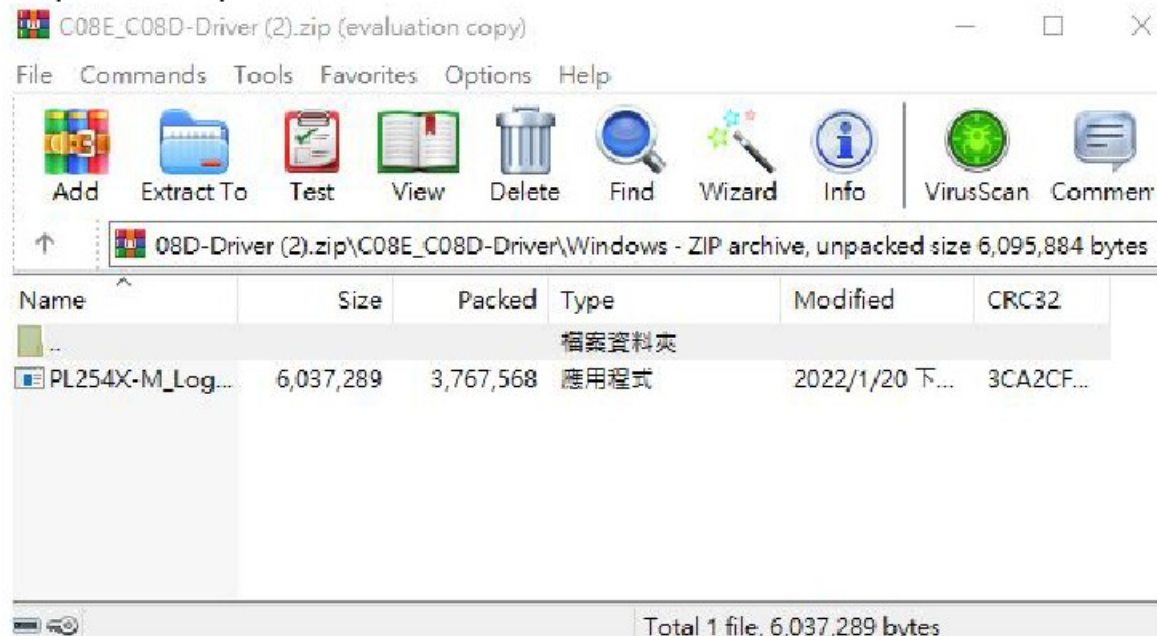 C08E_C08D-Driver (2).zip (evaluation copy)
File Commands Tools Favorites Options Help
Add Extract To Test View Delete Find Wizard Info VirusScan Commen
08D-Driver (2).zip\C08E_C08D-Driver\Windows - ZIP archive, unpacked size 6,095,884 bytes
Name Size Packed Type Modified CRC32
.. 檔案資料夾
PL254X-M_Log... 6,037,289 3,767,568 應用程式 2022/1/20 下... 3CA2CF...
Total 1 file, 6,037,289 bytes